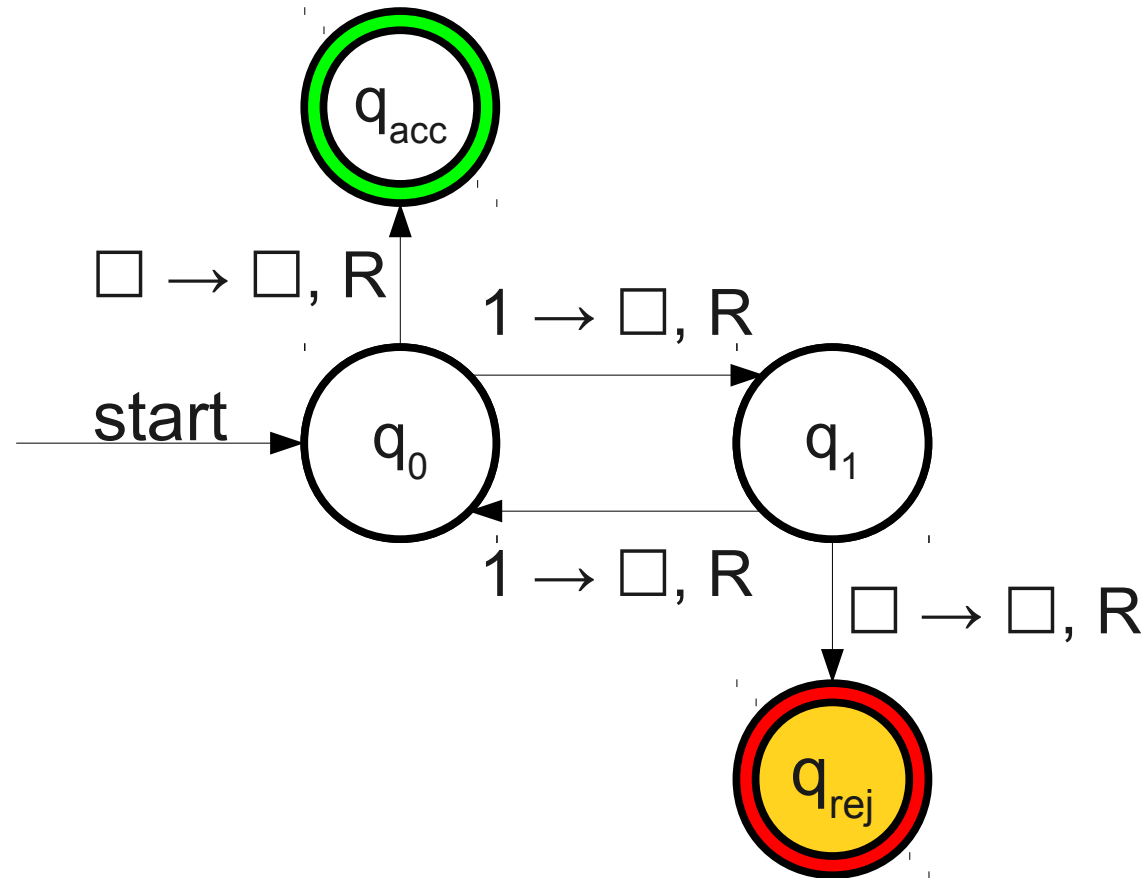 q_acc
□ → □, R
1 → □, R
start
q_0
q_1
1 → □, R
□ → □, R
q_rej